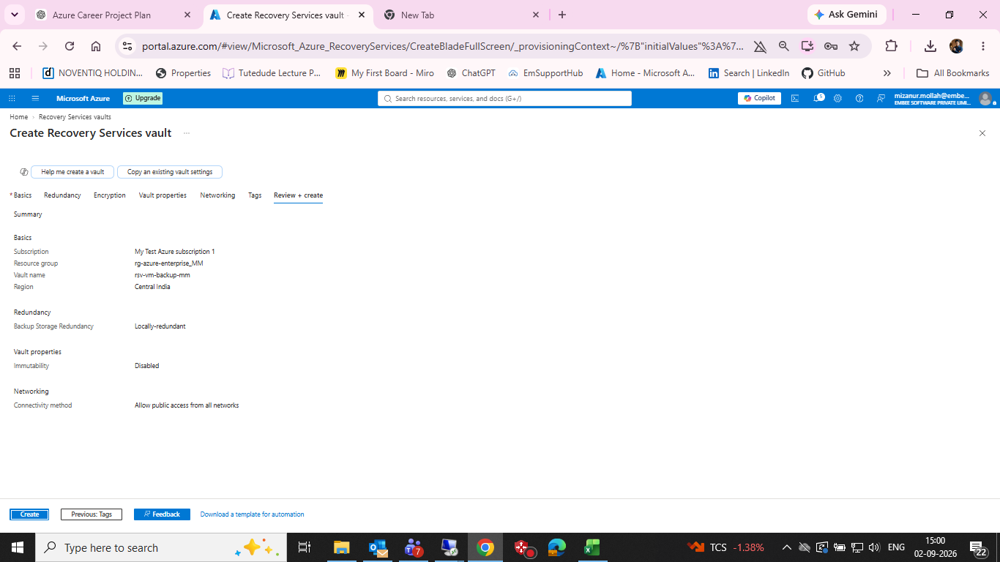 Azure Career Project Plan
Create Recovery Services vault -
New Tab
Ask Gemini
portal.azure.com/#view/Microsoft_Azure_RecoveryServices/CreateBladeFullScreen/_provisioningContext~/%7B"initialValues"%3A%7...
NOVENTIQ HOLDIN...
Properties
Tutedude Lecture P...
My First Board - Miro
ChatGPT
EmSupportHub
Home - Microsoft A...
Search | LinkedIn
GitHub
All Bookmarks
Microsoft Azure
Upgrade
Search resources, services, and docs (G+/)
Copilot
5
mizanur.mollah@embe...
EMBEE SOFTWARE PRIVATE LIMI...
Home > Recovery Services vaults
Create Recovery Services vault ...
Help me create a vault
Copy an existing vault settings
* Basics Redundancy Encryption Vault properties Networking Tags Review + create
Summary
Basics
Subscription My Test Azure subscription 1
Resource group rg-azure-enterprise_MM
Vault name rsv-vm-backup-mm
Region Central India
Redundancy
Backup Storage Redundancy Locally-redundant
Vault properties
Immutability Disabled
Networking
Connectivity method Allow public access from all networks
Create
Previous: Tags
Feedback
Download a template for automation
Type here to search
7
TCS -1.38%
ENG
15:00
02-09-2026
22